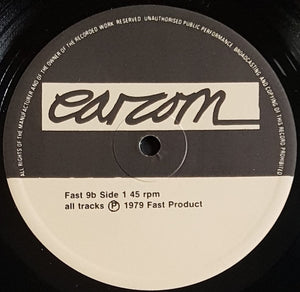 ALL RIGHTS OF THE MANUFACTURER AND OF THE OWNER OF THE RECORDED WORK RESERVED. UNAUTHORISED PUBLIC PERFORMANCE, BROADCASTING AND COPYING OF THIS RECORD PROHIBITED
earcom
Fast 9b Side 1 45 rpm
all tracks Ⓟ 1979 Fast Product